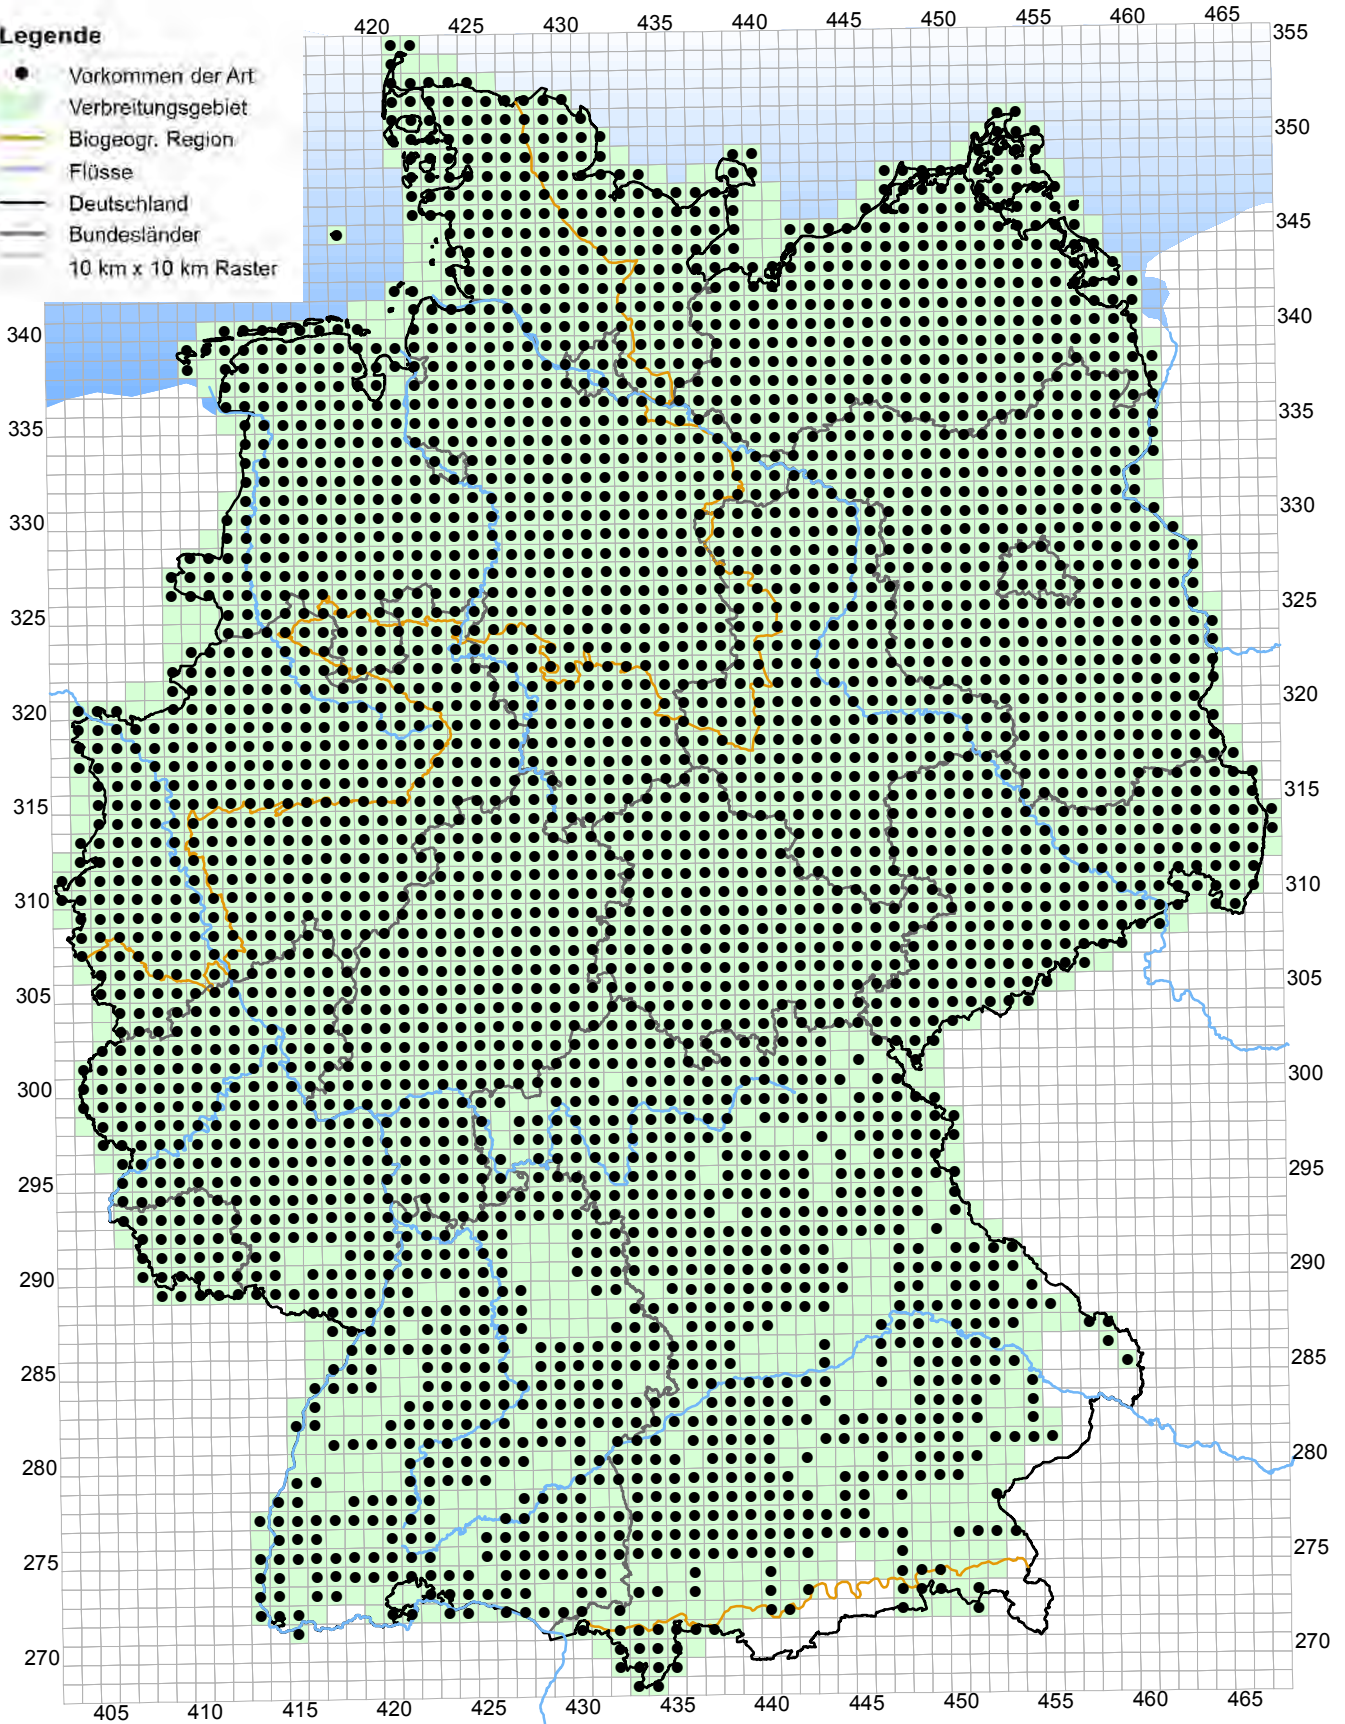 Legende
Vorkommen der Art
Verbreitungsgebiet
Biogeogr. Region
Flüsse
Deutschland
Bundesländer
10 km x 10 km Raster
420 425 430 435 440 445 450 455 460 465
355
350
345
340 340
335 335
330 330
325 325
320 320
315 315
310 310
305 305
300 300
295 295
290 290
285 285
280 280
275 275
270 270
405 410 415 420 425 430 435 440 445 450 455 460 465